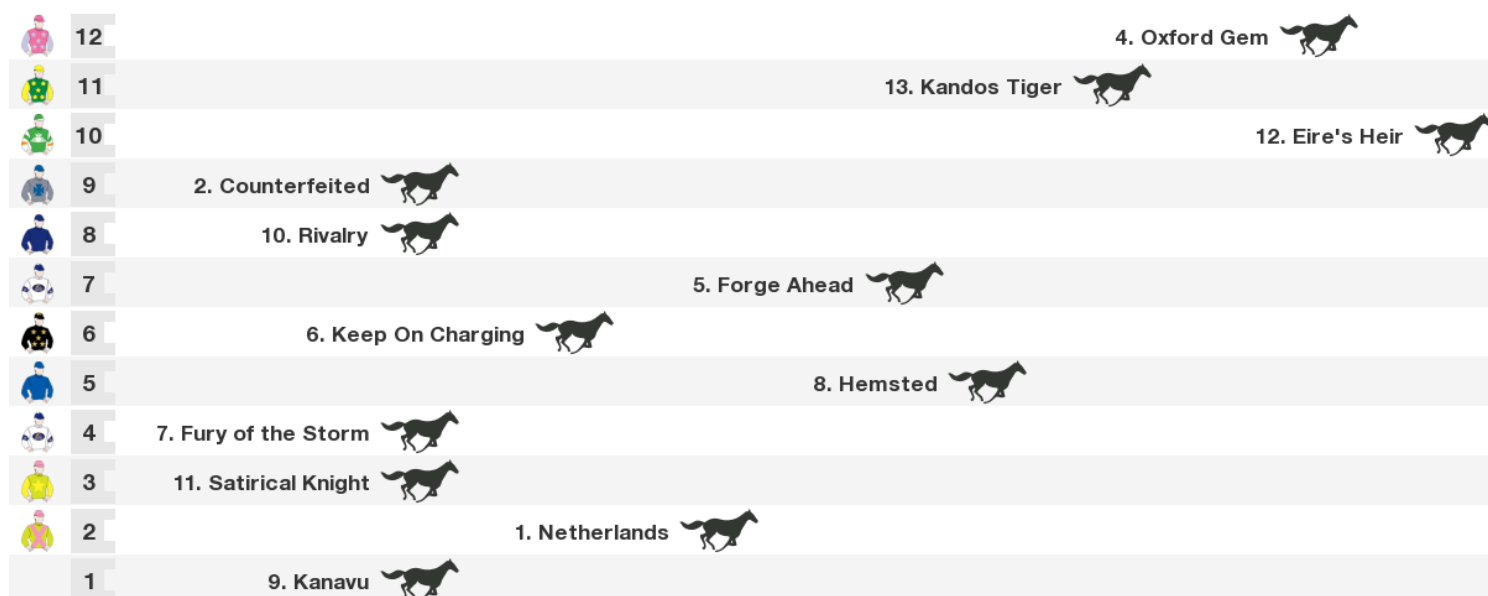 12 4. Oxford Gem
11 13. Kandos Tiger
10 12. Eire's Heir
9 2. Counterfeited
8 10. Rivalry
7 5. Forge Ahead
6 6. Keep On Charging
5 8. Hemsted
4 7. Fury of the Storm
3 11. Satirical Knight
2 1. Netherlands
1 9. Kanavu